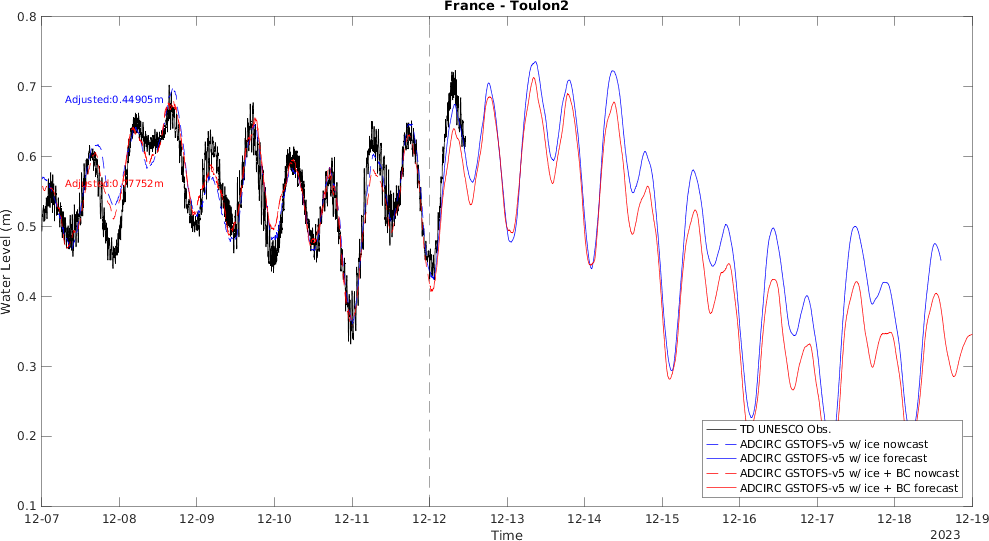 France - Toulon2
0.8
0.7
0.6
0.5
0.4
0.3
0.2
0.1
Water Level (m)
Adjusted:0.44905m
TD UNESCO Obs.
ADCIRC GSTOFS-v5 w/ ice nowcast
ADCIRC GSTOFS-v5 w/ ice forecast
ADCIRC GSTOFS-v5 w/ ice + BC nowcast
ADCIRC GSTOFS-v5 w/ ice + BC forecast
12-07 12-08 12-09 12-10 12-11 12-12 12-13 12-14 12-15 12-16 12-17 12-18 12-19
Time
2023